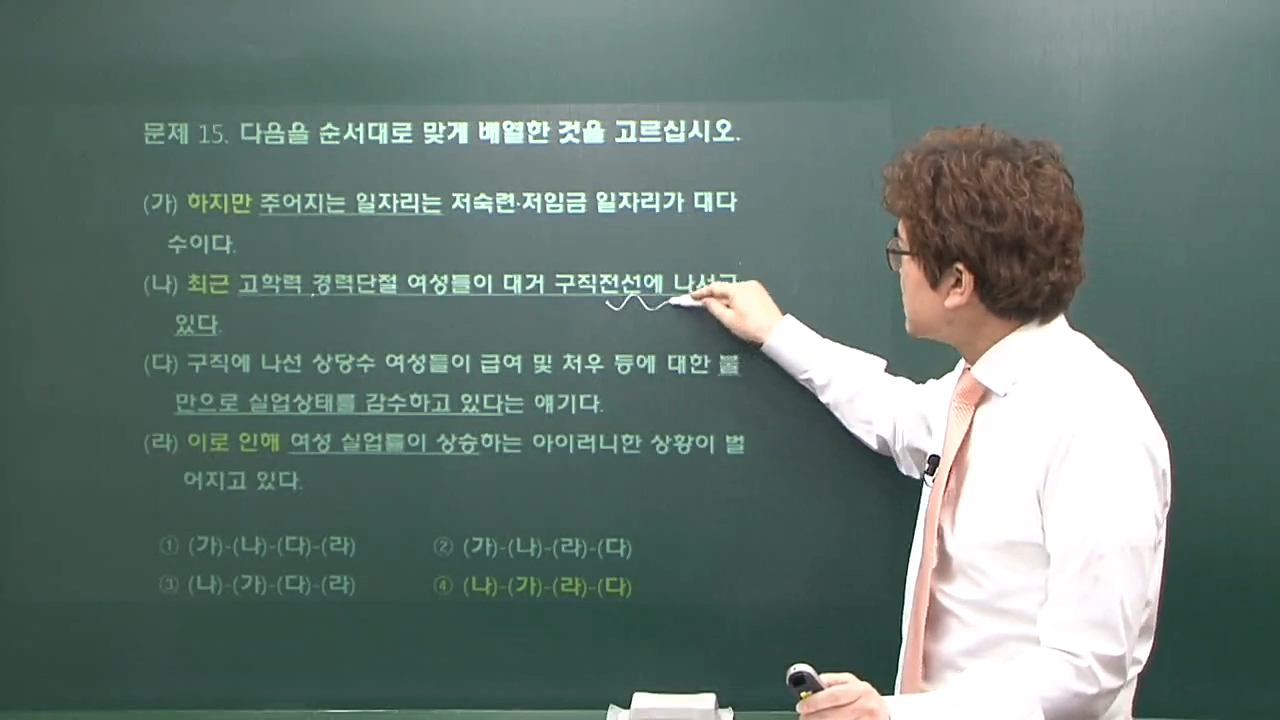 문제 15. 다음을 순서대로 맞게 배열한 것을 고르십시오.
(가) 하지만 주어지는 일자리는 저숙련·저임금 일자리가 대다
수이다.
(나) 최근 고학력 경력단절 여성들이 대거 구직전선에 나서고
있다.
(다) 구직에 나선 상당수 여성들이 급여 및 처우 등에 대한 불
만으로 실업상태를 감수하고 있다는 얘기다.
(라) 이로 인해 여성 실업률이 상승하는 아이러니한 상황이 벌
어지고 있다.
① (가)-(나)-(다)-(라) ② (가)-(나)-(라)-(다)
③ (나)-(가)-(다)-(라) ④ (나)-(가)-(라)-(다)